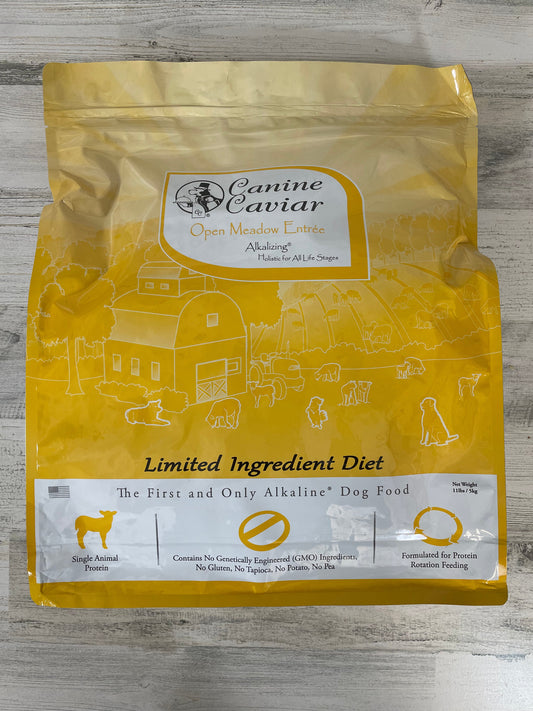 Canine
Caviar
Open Meadow Entrée
Alkalizing®
Holistic for All Life Stages
Limited Ingredient Diet
The First and Only Alkaline® Dog Food
Net Weight
11lbs / 5kg
Single Animal
Protein
Contains No Genetically Engineered (GMO) Ingredients,
No Gluten, No Tapioca, No Potato, No Pea
Formulated for Protein
Rotation Feeding